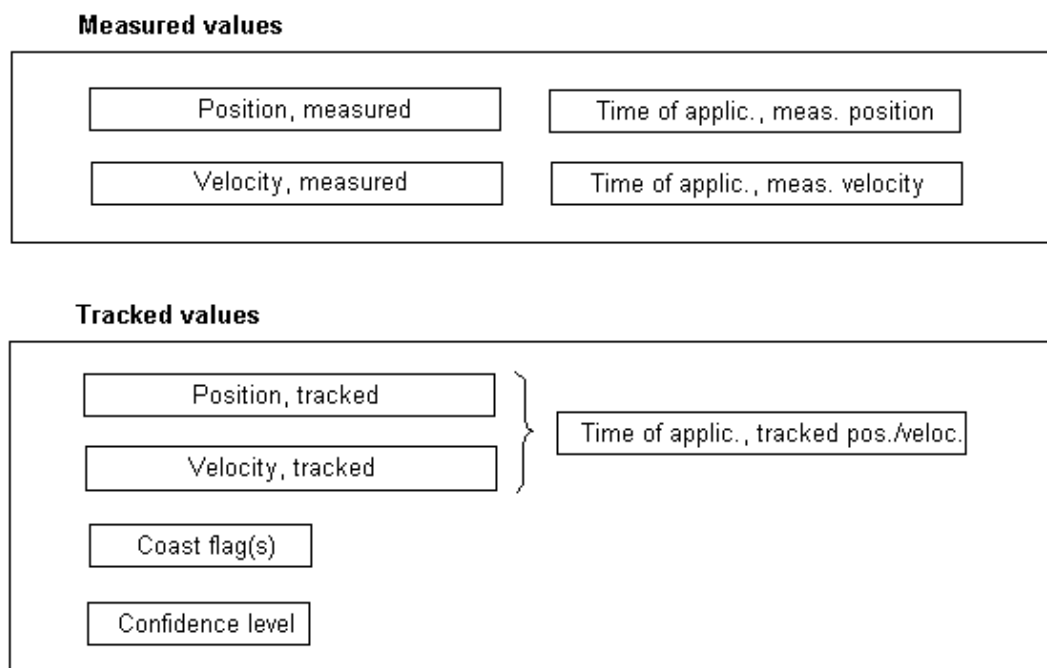 Measured values
Position, measured
Time of applic., meas. position
Velocity, measured
Time of applic., meas. velocity
Tracked values
Position, tracked
Time of applic., tracked pos./veloc.
Velocity, tracked
Coast flag(s)
Confidence level